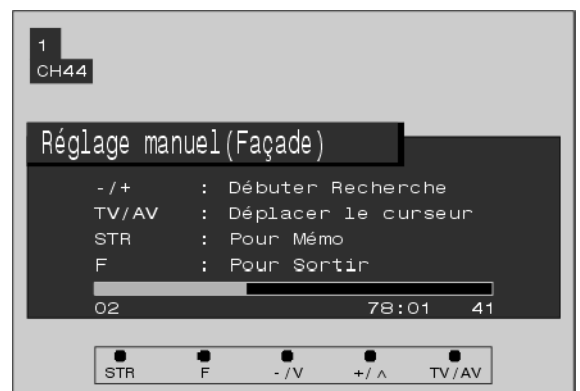 1
CH44
Réglage manuel(Façade)
-/+ : Débuter Recherche
TV/AV : Déplacer le curseur
STR : Pour Mémo
F : Pour Sortir
02 78:01 41
STR F -/V +/∧ TV/AV